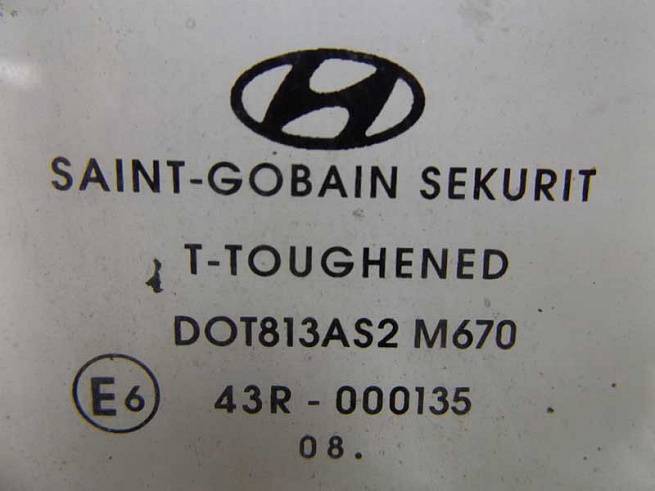 SAINT-GOBAIN SEKURIT
T-TOUGHENED
DOT813AS2 M670
E6 43R - 000135
08.